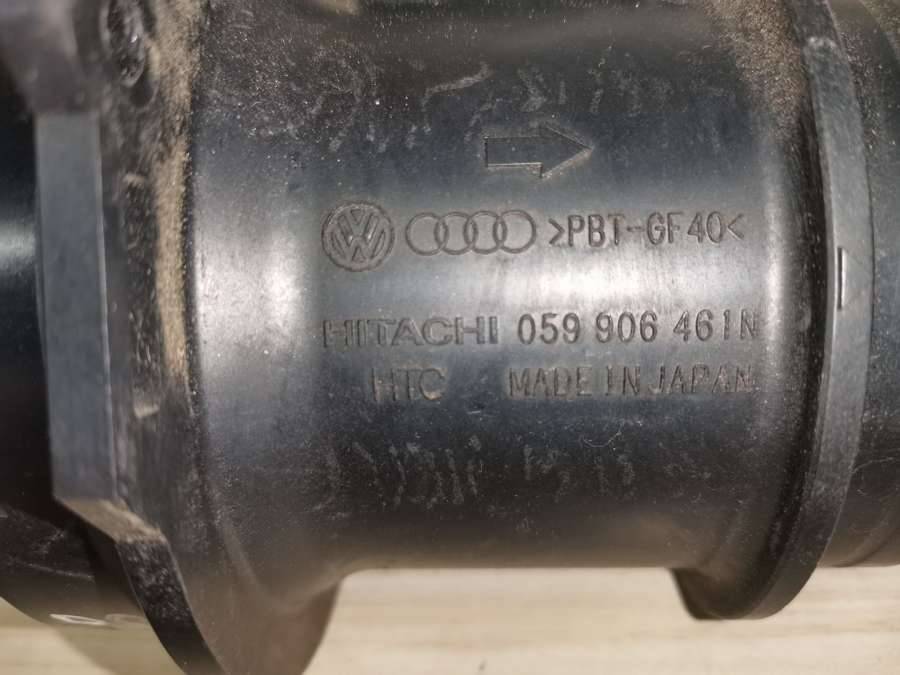 >PBT-GF40<
HITACHI 059 906 461N
HTC MADE IN JAPAN